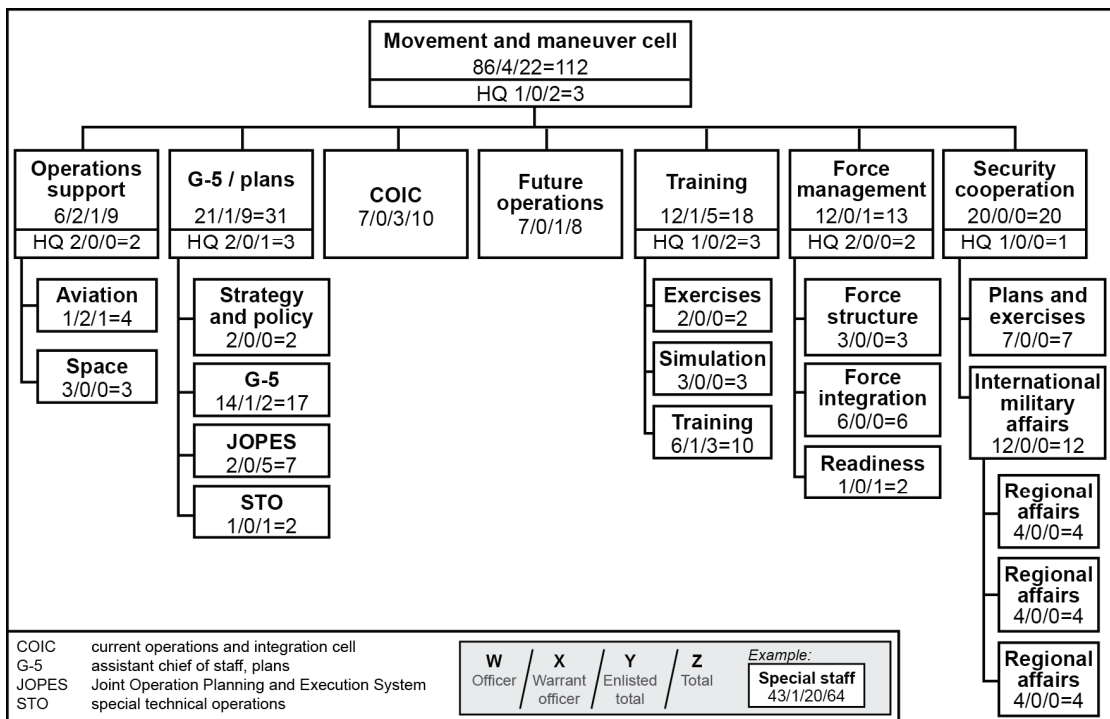 Movement and maneuver cell
86/4/22=112
HQ 1/0/2=3
Operations
support
6/2/1/9
HQ 2/0/0=2
Aviation
1/2/1=4
Space
3/0/0=3
G-5 / plans
21/1/9=31
HQ 2/0/1=3
Strategy
and policy
2/0/0=2
G-5
14/1/2=17
JOPES
2/0/5=7
STO
1/0/1=2
COIC
7/0/3/10
Future
operations
7/0/1/8
Training
12/1/5=18
HQ 1/0/2=3
Exercises
2/0/0=2
Simulation
3/0/0=3
Training
6/1/3=10
Force
management
12/0/1=13
HQ 2/0/0=2
Force
structure
3/0/0=3
Force
integration
6/0/0=6
Readiness
1/0/1=2
Security
cooperation
20/0/0=20
HQ 1/0/0=1
Plans and
exercises
7/0/0=7
International
military
affairs
12/0/0=12
Regional
affairs
4/0/0=4
Regional
affairs
4/0/0=4
Regional
affairs
4/0/0=4
COIC current operations and integration cell
G-5 assistant chief of staff, plans
JOPES Joint Operation Planning and Execution System
STO special technical operations
W / X / Y / Z
Officer Warrant officer Enlisted total Total
Example:
Special staff
43/1/20/64